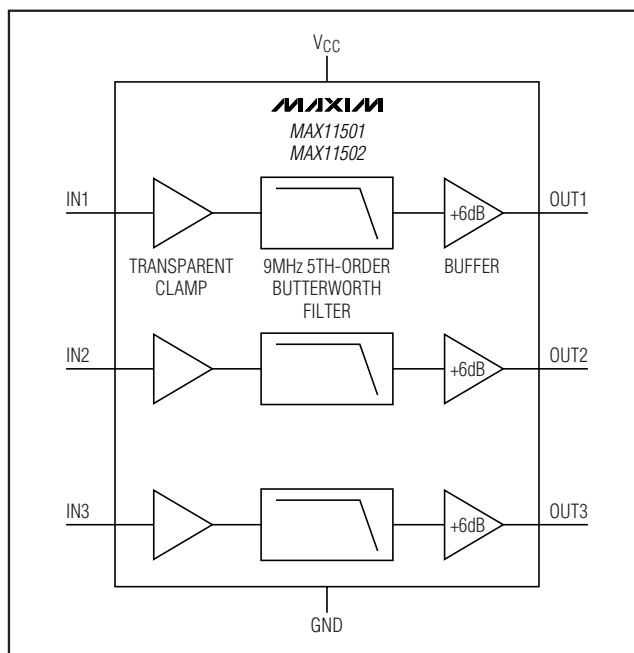 VCC
MAXIM
MAX11501
MAX11502
IN1
+6dB
OUT1
TRANSPARENT
CLAMP
9MHz 5TH-ORDER
BUTTERWORTH
FILTER
BUFFER
IN2
+6dB
OUT2
IN3
+6dB
OUT3
GND